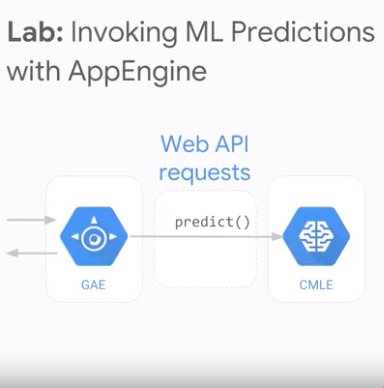 Lab: Invoking ML Predictions
with AppEngine
Web API
requests
predict()
GAE
CMLE